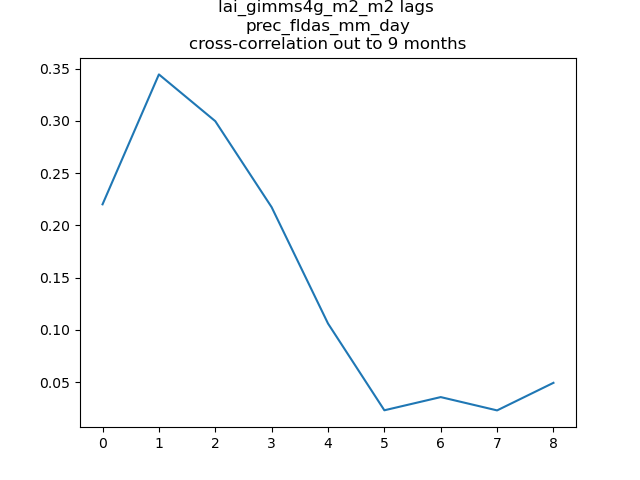 lai_gimms4g_m2_m2 lags
prec_fldas_mm_day
cross-correlation out to 9 months
0.35
0.30
0.25
0.20
0.15
0.10
0.05
0 1 2 3 4 5 6 7 8